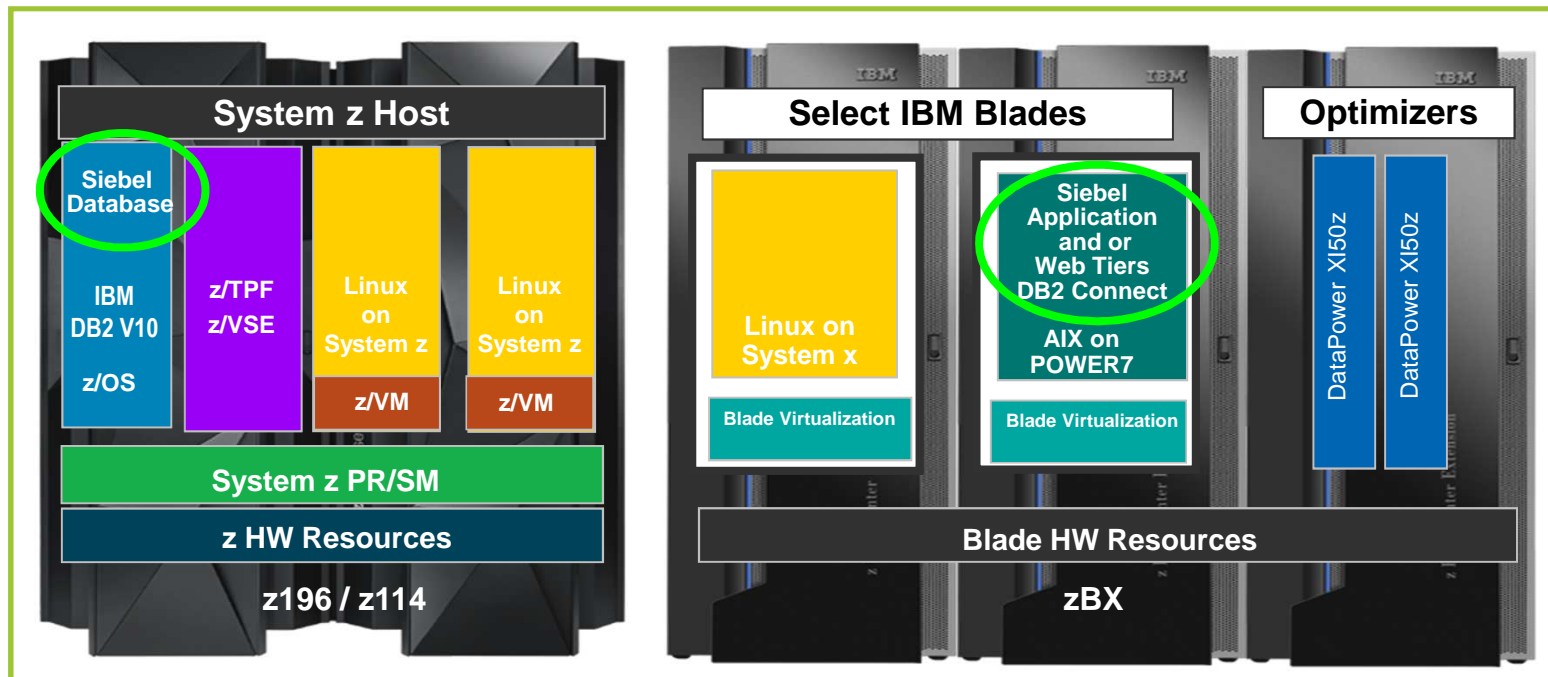 System z Host
Siebel
Database
IBM
DB2 V10
z/OS
z/TPF
z/VSE
Linux
on
System z
z/VM
Linux
on
System z
z/VM
System z PR/SM
z HW Resources
z196 / z114
IBM
IBM
IBM
Select IBM Blades
Optimizers
Linux on
System x
Blade Virtualization
Siebel
Application
and or
Web Tiers
DB2 Connect
AIX on
POWER7
Blade Virtualization
DataPower XI50z
DataPower XI50z
Blade HW Resources
zBX